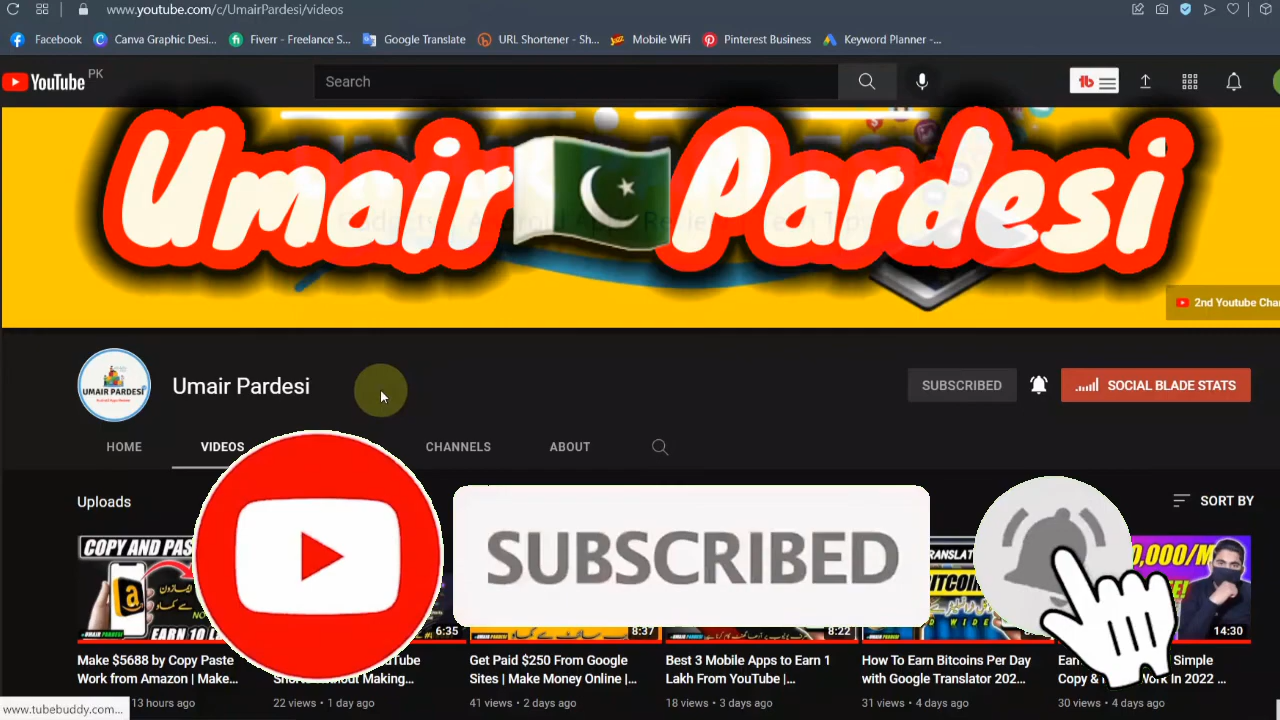 www.youtube.com/c/UmairPardesi/videos
Facebook
Canva Graphic Desi...
Fiverr - Freelance S...
Google Translate
URL Shortener - Sh...
Mobile WiFi
Pinterest Business
Keyword Planner -...
YouTube PK
Search
tb
Umair Pardesi
2nd Youtube Cha
UMAIR PARDESI
Umair Pardesi
SUBSCRIBED
SOCIAL BLADE STATS
HOME
VIDEOS
CHANNELS
ABOUT
Uploads
SORT BY
SUBSCRIBED
COPY AND PAS
6:35
8:37
8:22
14:30
Make $5688 by Copy Paste
Work from Amazon | Make...
Get Paid $250 From Google
Sites | Make Money Online |...
Best 3 Mobile Apps to Earn 1
Lakh From YouTube |...
How To Earn Bitcoins Per Day
with Google Translator 202...
Simple
Work In 2022 ...
13 hours ago
22 views • 1 day ago
41 views • 2 days ago
18 views • 3 days ago
31 views • 4 days ago
30 views • 4 days ago
www.tubebuddy.com...